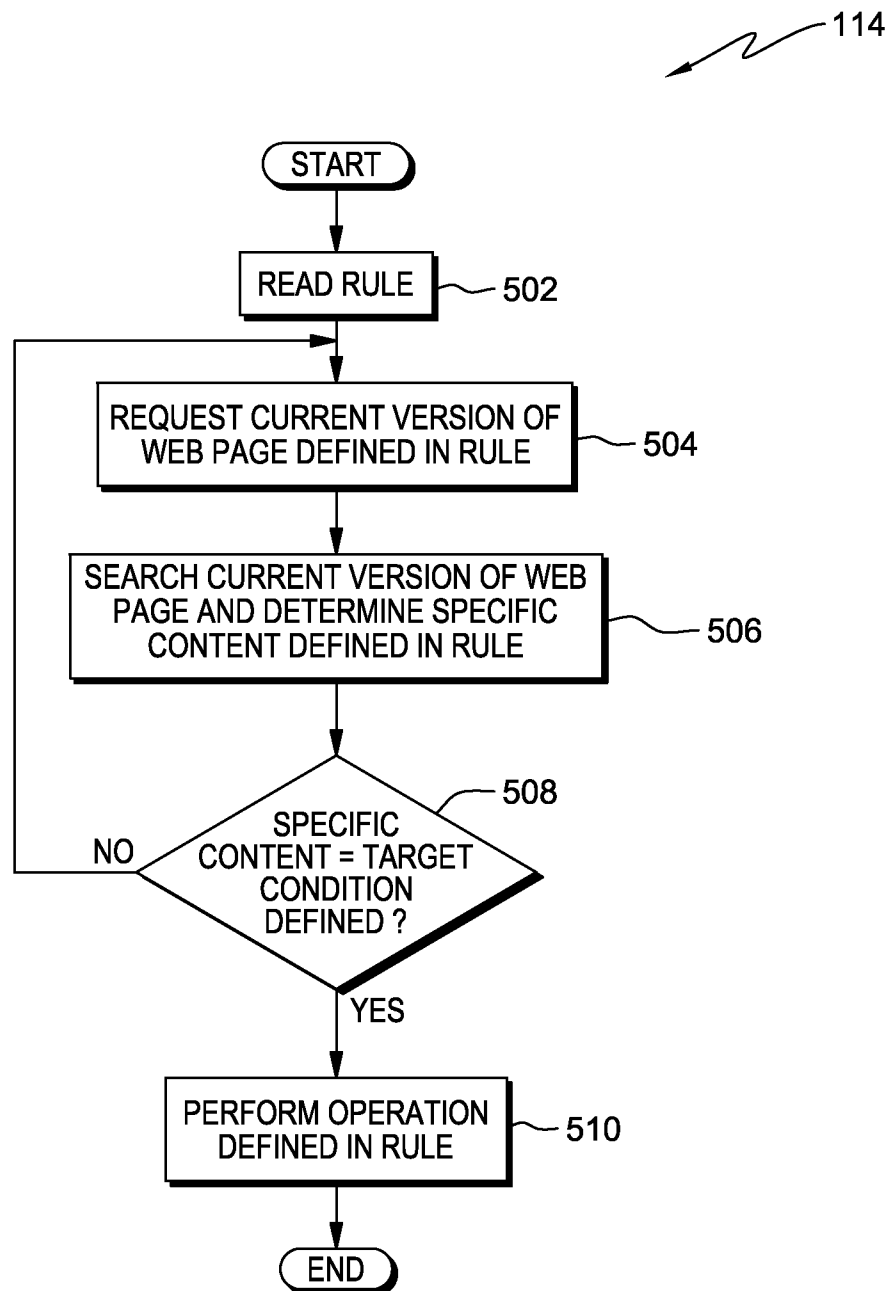 114
START
READ RULE
502
REQUEST CURRENT VERSION OF
WEB PAGE DEFINED IN RULE
504
SEARCH CURRENT VERSION OF WEB
PAGE AND DETERMINE SPECIFIC
CONTENT DEFINED IN RULE
506
508
SPECIFIC
CONTENT = TARGET
CONDITION
DEFINED ?
NO
YES
PERFORM OPERATION
DEFINED IN RULE
510
END